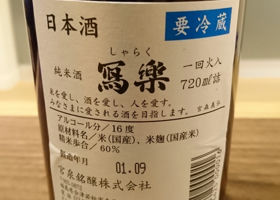 日本酒
要冷蔵
しゃらく
純米酒
寫樂
一回火入
720ml詰
米を愛し、酒を愛し、人を愛す。
みなさまに愛される酒を目指します。
宮森義弘
アルコール分/16度
原材料名/米(国産米)、米麹(国産米)
精米歩合/60%
製造年月
01.09
宮泉銘醸株式会社